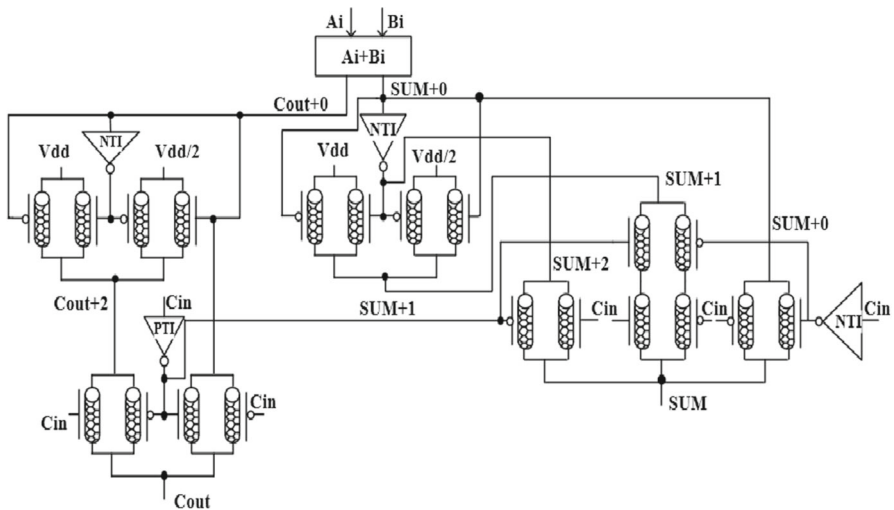 Ai
Bi
Ai+Bi
Cout+0
SUM+0
NTI
NTI
Vdd
Vdd/2
Vdd
Vdd/2
SUM+1
SUM+0
SUM+2
Cout+2
Cin
SUM+1
PTI
Cin
Cin
NTI
Cin
Cin
Cin
SUM
Cout